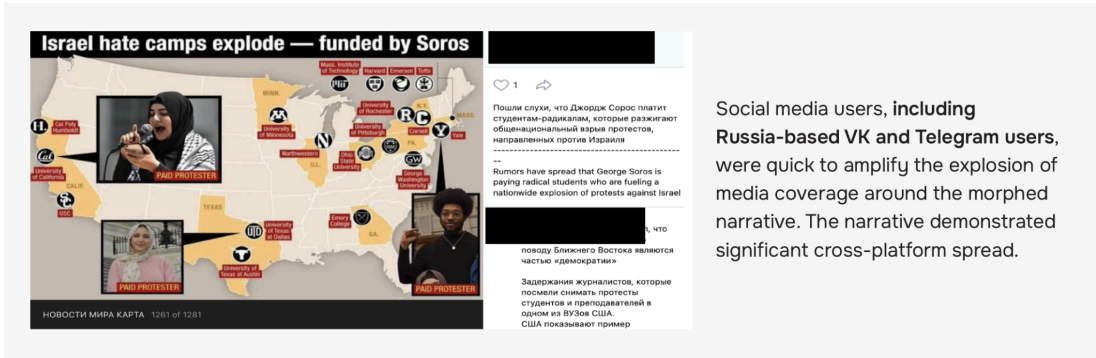 Israel hate camps explode — funded by Soros
Mass. Institute
of Technology
Harvard
Emerson
Tufts
MINN.
N.Y.
MASS.
University
of Rochester
University
of Pittsburgh
Cornell
Yale
H.
Cal Poly
Humboldt
M
University of
Minnesota
N
Northwestern
R
C
Y
PA.
Ohio
State
University
GW
George
Washington
University
ILL.
Cal
University
of
California
CALIF.
PAID PROTESTER
SC
USC
TEXAS
UTD
University
of Texas
at Dallas
T
University of
Texas at Austin
Emory
College
GA.
PAID PROTESTER
PAID PROTESTER
НОВОСТИ МИРА КАРТА 1261 of 1281
1
Пошли слухи, что Джордж Сорос платит
студентам-радикалам, которые разжигают
общенациональный взрыв протестов,
направленных против Израиля
--
Rumors have spread that George Soros is
paying radical students who are fueling a
nationwide explosion of protests against Israel
что
поводу Ближнего Востока являются
частью «демократии»
Задержания журналистов, которые
посмели снимать протесты
студентов и преподавателей в
одном из ВУЗов США.
США показывают пример
Social media users, including
Russia-based VK and Telegram users,
were quick to amplify the explosion of
media coverage around the morphed
narrative. The narrative demonstrated
significant cross-platform spread.